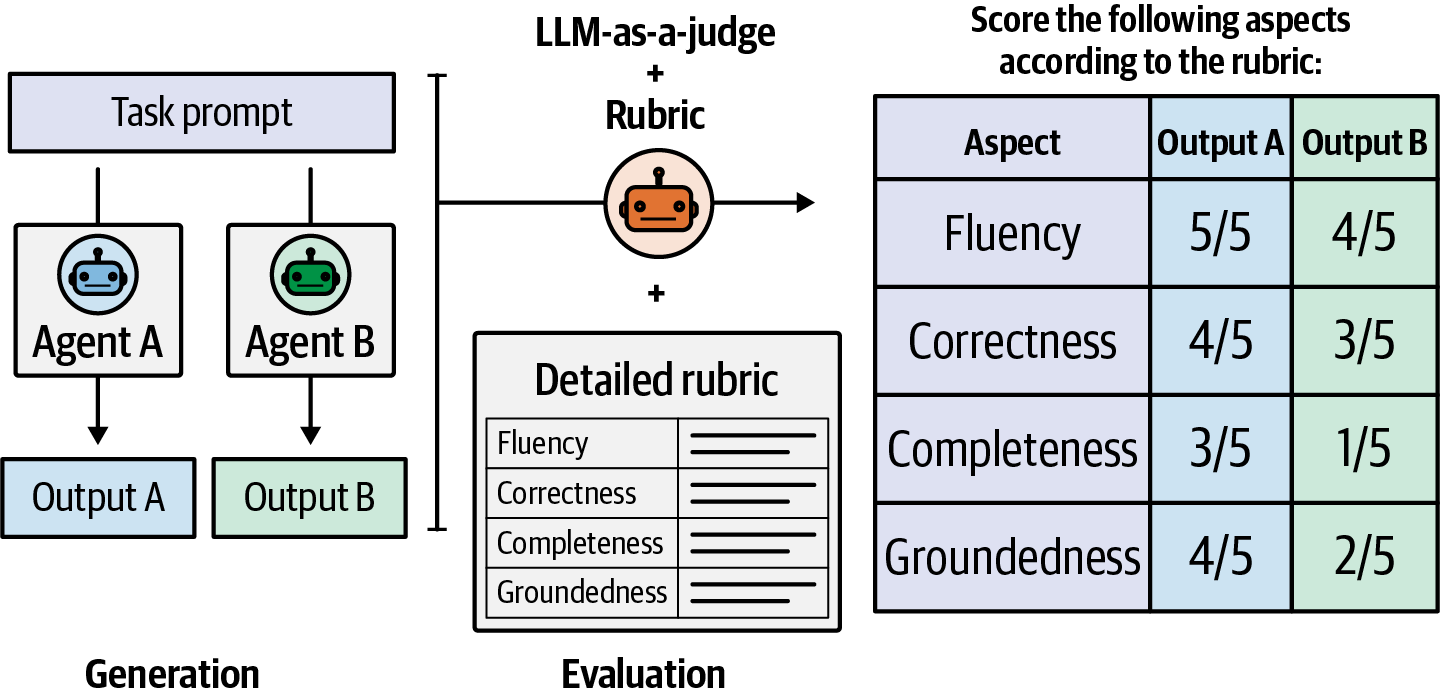 Task prompt
Agent A
Agent B
Output A
Output B
Generation
LLM-as-a-judge
+
Rubric
+
Detailed rubric
Fluency
Correctness
Completeness
Groundedness
Evaluation
Score the following aspects
according to the rubric:
Aspect Output A Output B
Fluency 5/5 4/5
Correctness 4/5 3/5
Completeness 3/5 1/5
Groundedness 4/5 2/5